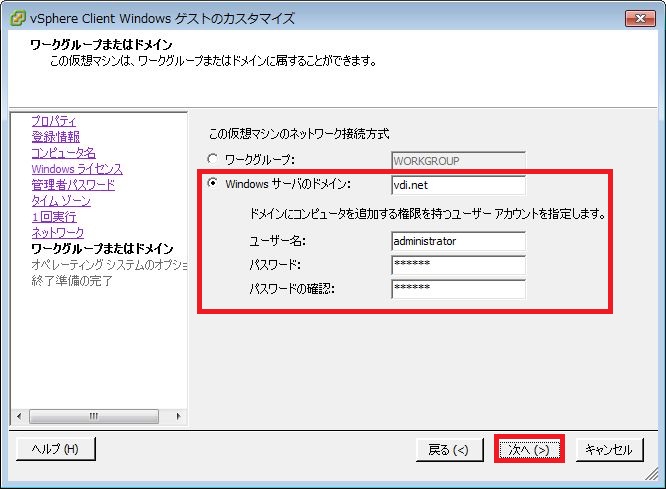 vSphere Client Windows ゲストのカスタマイズ
ワークグループまたはドメイン
この仮想マシンは、ワークグループまたはドメインに属することができます。
プロパティ
登録情報
コンピュータ名
Windows ライセンス
管理者パスワード
タイム ゾーン
1 回実行
ネットワーク
ワークグループまたはドメイン
オペレーティング システムのオプショ
終了準備の完了
この仮想マシンのネットワーク接続方式
ワークグループ: WORKGROUP
Windows サーバのドメイン: vdi.net
ドメインにコンピュータを追加する権限を持つユーザー アカウントを指定します。
ユーザー名: administrator
パスワード: ******
パスワードの確認: ******
ヘルプ (H) 戻る (<) 次へ (>) キャンセル